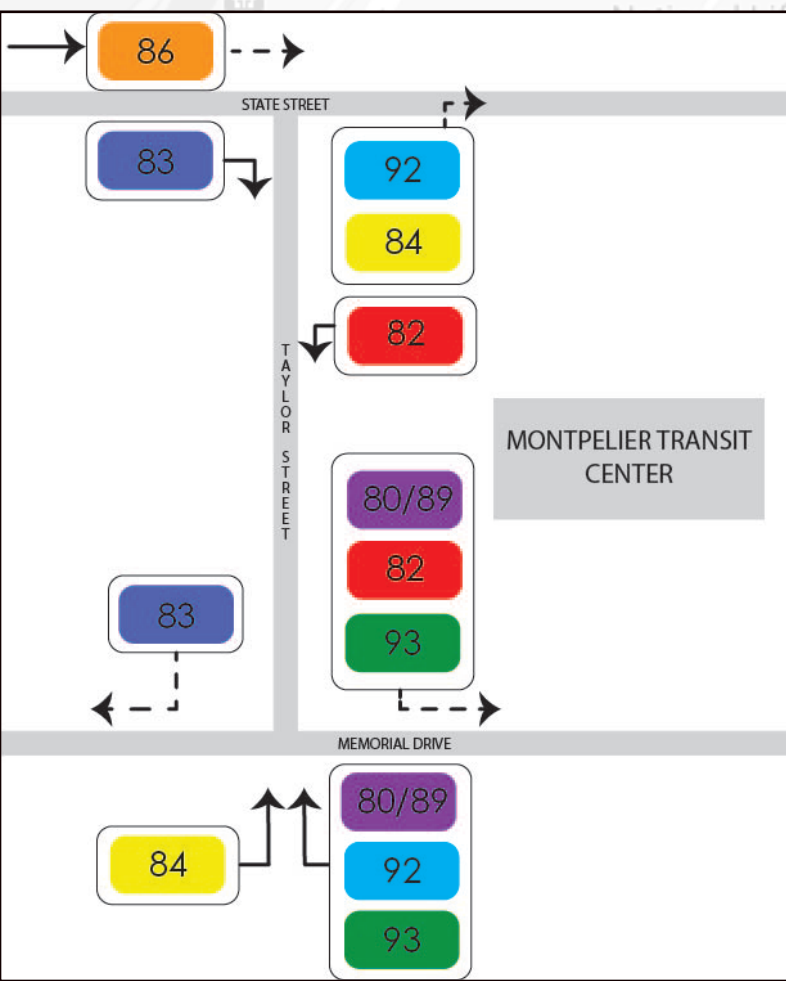 86
STATE STREET
83
92
84
82
TAYLOR STREET
MONTPELIER TRANSIT
CENTER
80/89
82
93
83
MEMORIAL DRIVE
80/89
84
92
93